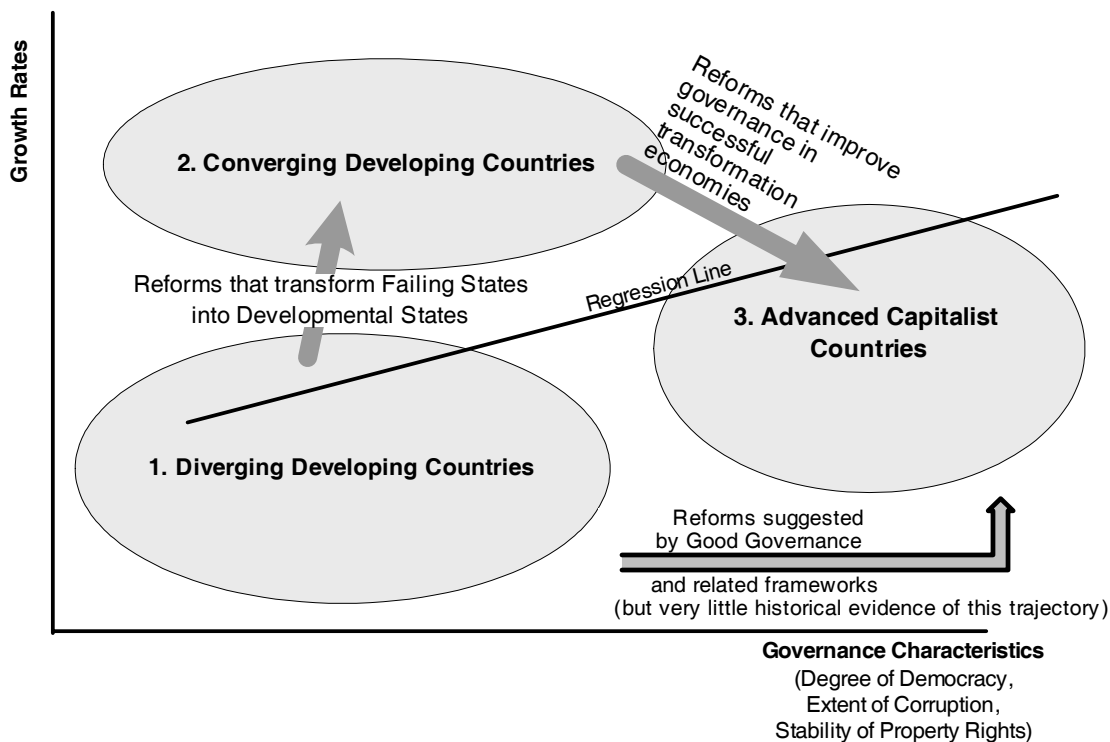 Growth Rates
Reforms that improve
governance in
successful
transformation
economies
2. Converging Developing Countries
Reforms that transform Failing States
into Developmental States
Regression Line
3. Advanced Capitalist
Countries
1. Diverging Developing Countries
Reforms suggested
by Good Governance
and related frameworks
(but very little historical evidence of this trajectory)
Governance Characteristics
(Degree of Democracy,
Extent of Corruption,
Stability of Property Rights)